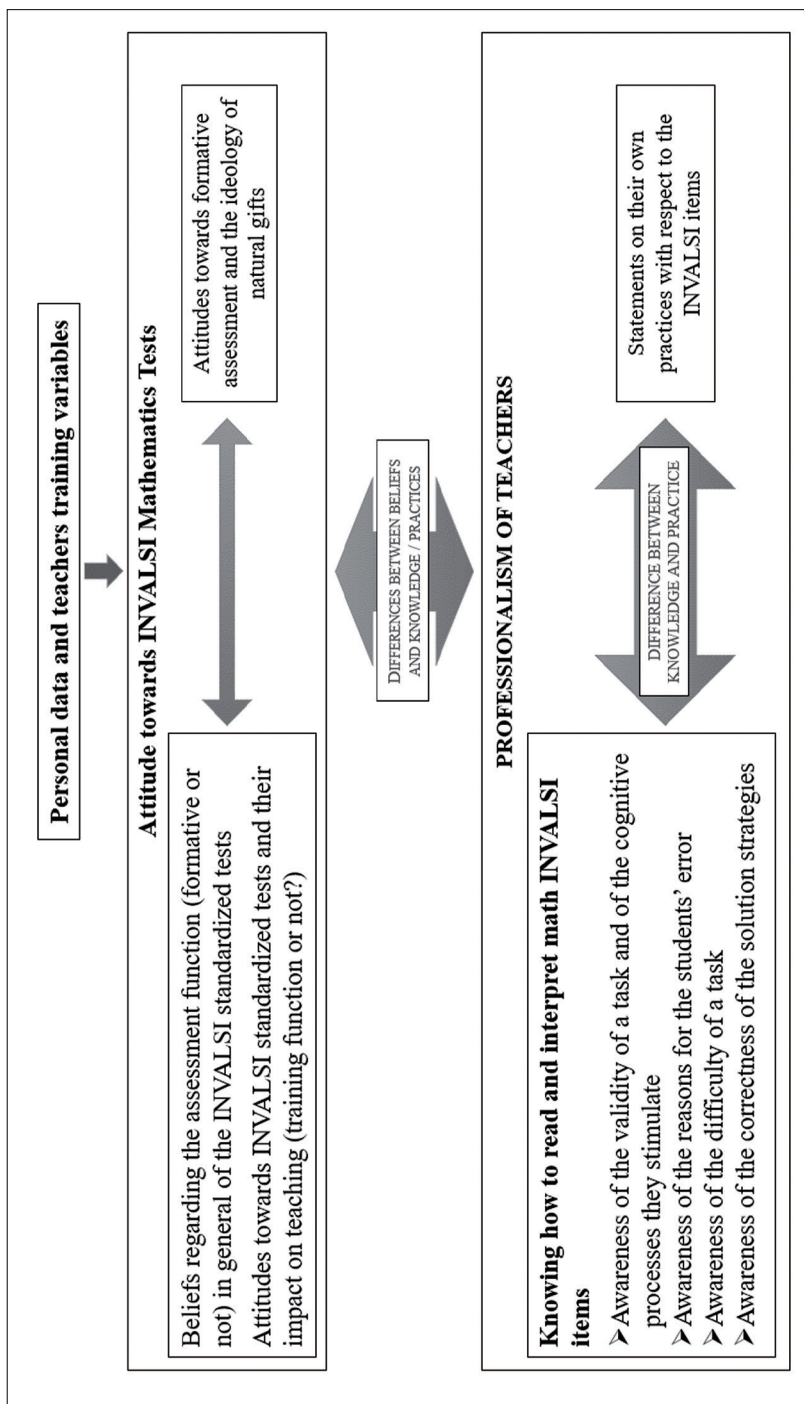 Personal data and teachers training variables
Attitude towards INVALSI Mathematics Tests
Beliefs regarding the assessment function (formative or
not) in general of the INVALSI standardized tests
Attitudes towards INVALSI standardized tests and their
impact on teaching (training function or not?)
Attitudes towards formative
assessment and the ideology of
natural gifts
DIFFERENCES BETWEEN BELIEFS
AND KNOWLEDGE / PRACTICES
PROFESSIONALISM OF TEACHERS
Knowing how to read and interpret math INVALSI
items
➢ Awareness of the validity of a task and of the cognitive
processes they stimulate
➢ Awareness of the reasons for the students’ error
➢ Awareness of the difficulty of a task
➢ Awareness of the correctness of the solution strategies
DIFFERENCE BETWEEN
KNOWLEDGE AND PRACTICE
Statements on their own
practices with respect to the
INVALSI items